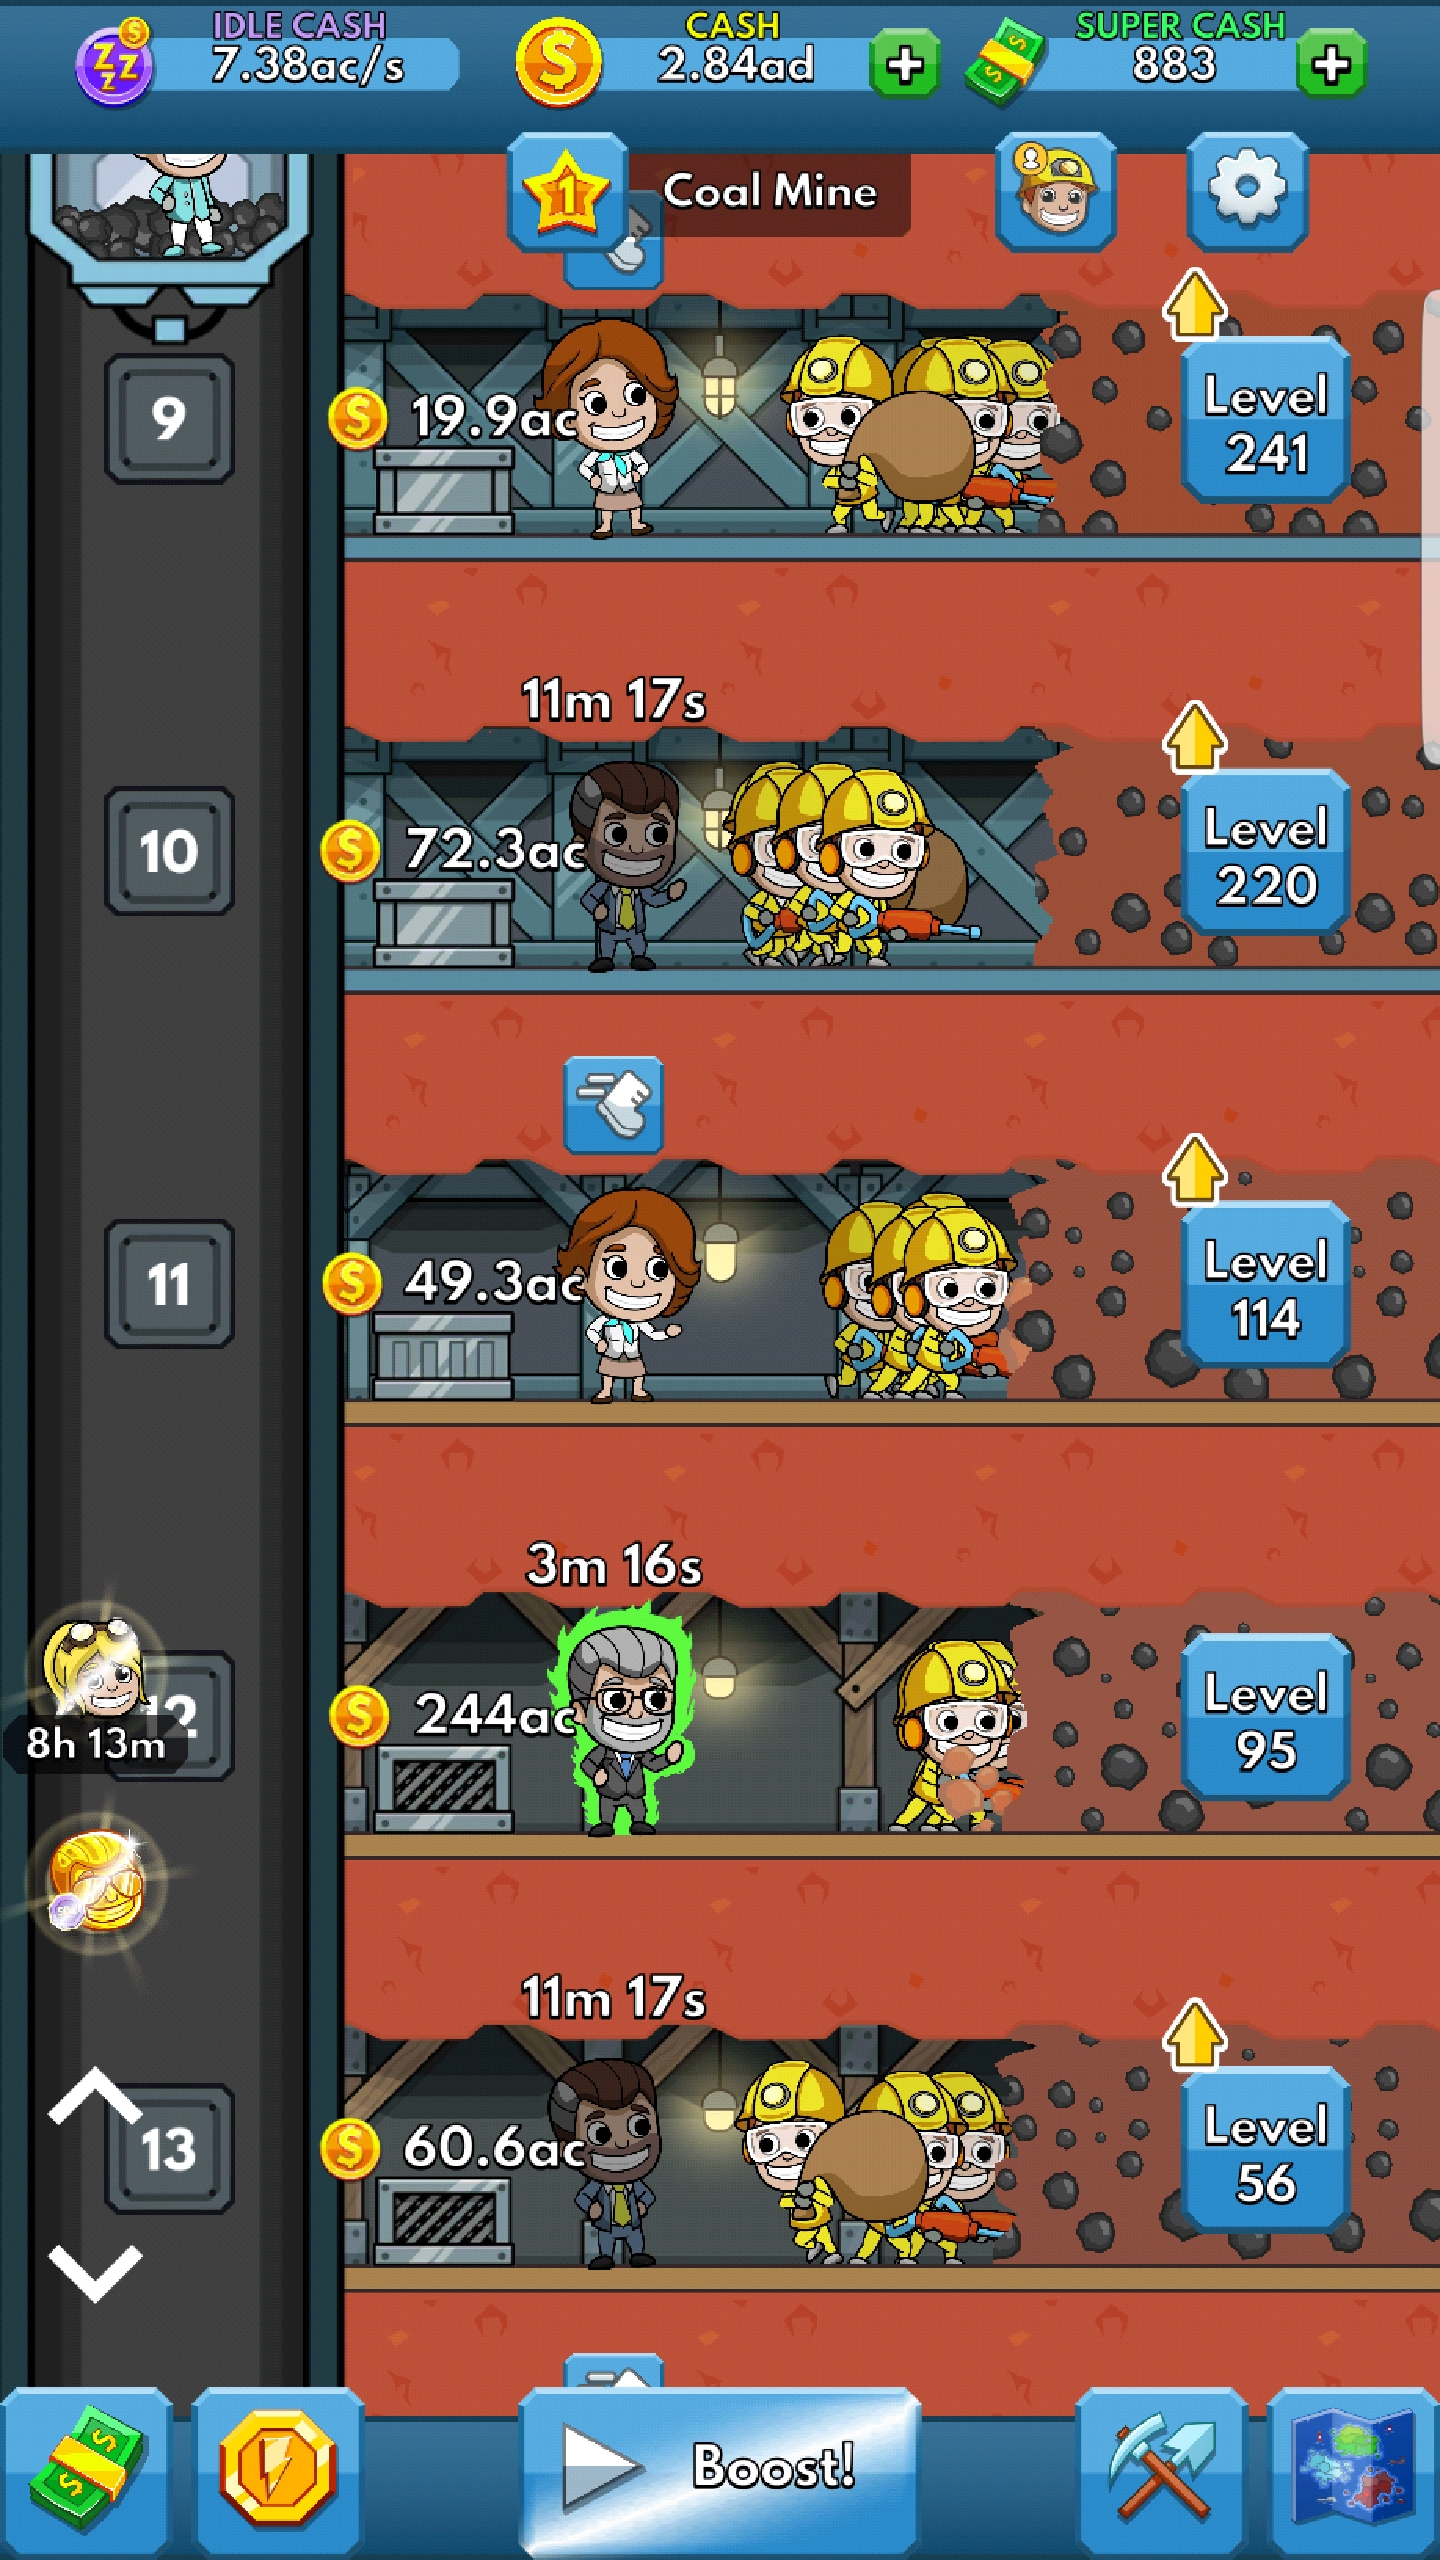 IDLE CASH
7.38ac/s
CASH
2.84ad
SUPER CASH
883
1
Coal Mine
9
19.9ac
Level
241
11m 17s
10
72.3ac
Level
220
11
49.3ac
Level
114
3m 16s
12
244ac
Level
95
8h 13m
11m 17s
13
60.6ac
Level
56
Boost!